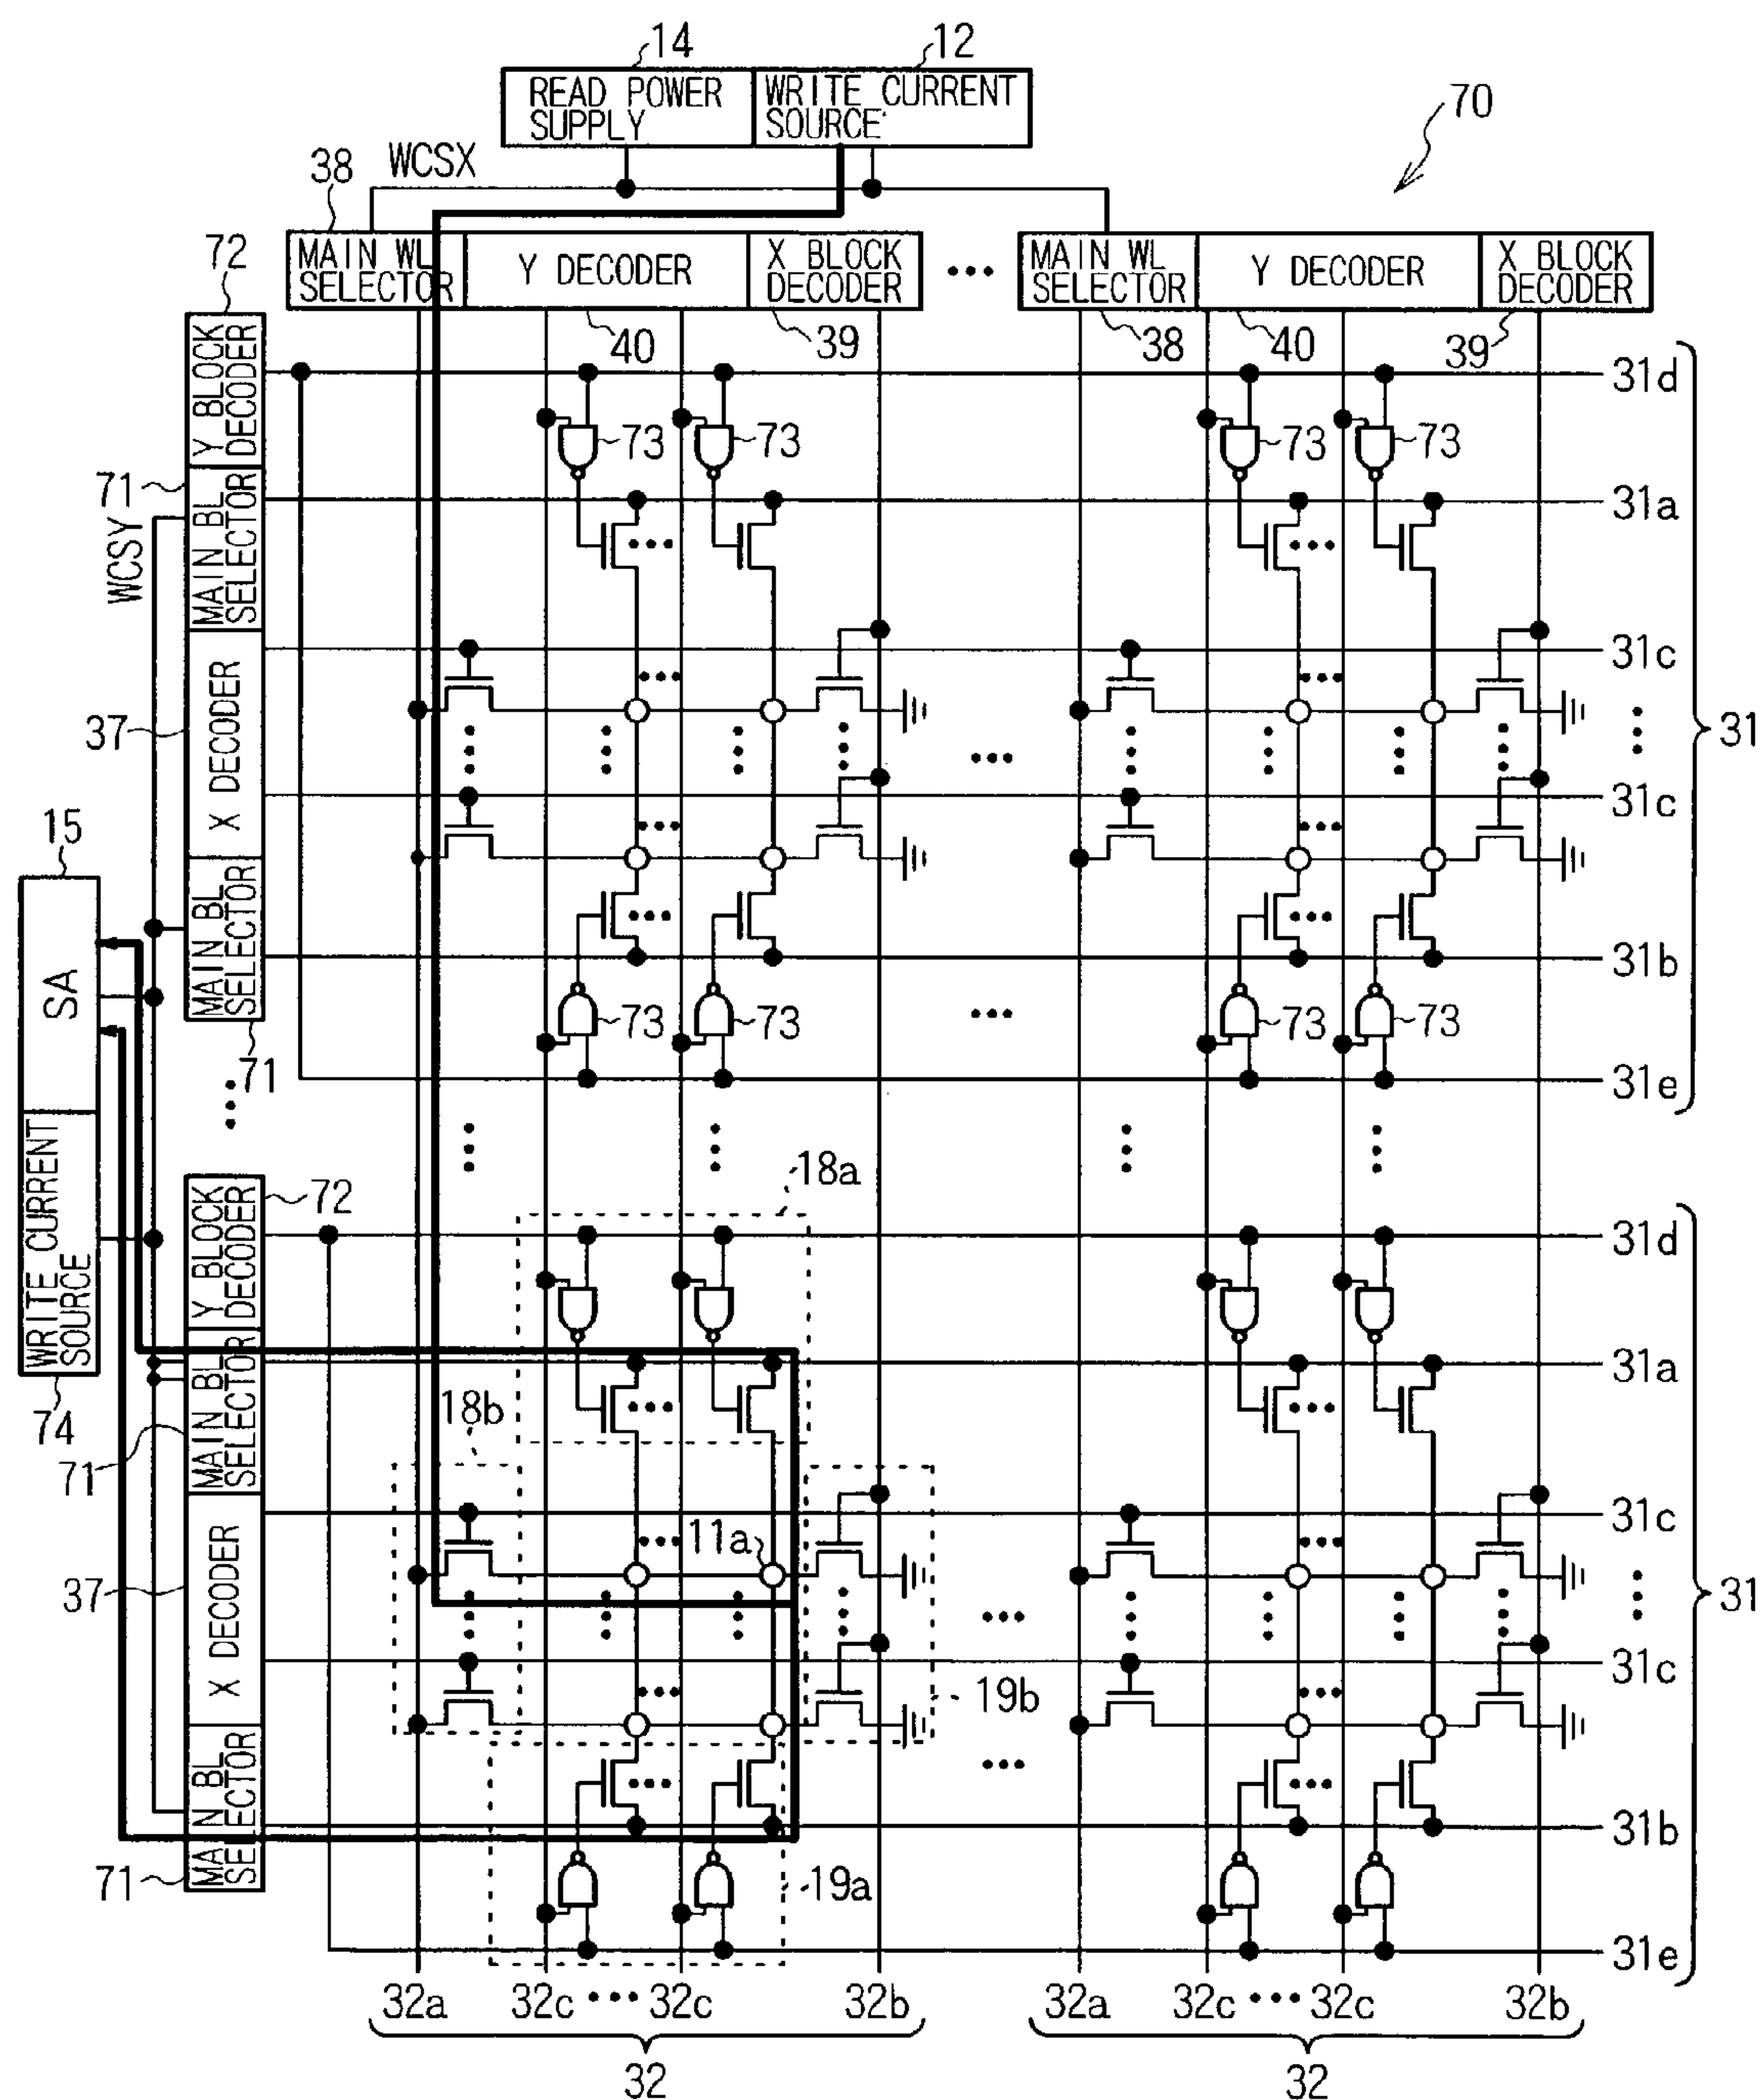 14
12
READ POWER SUPPLY
WRITE CURRENT SOURCE
70
38
WCSX
72
MAIN WL SELECTOR
Y DECODER
X BLOCK DECODER
MAIN WL SELECTOR
Y DECODER
X BLOCK DECODER
40
39
38
40
39
Y BLOCK DECODER
31d
73
73
73
73
71
MAIN BL SELECTOR
31a
WCSY
31c
37
X DECODER
31
31c
15
MAIN BL SELECTOR
SA
31b
73
73
73
73
71
31e
WRITE CURRENT SOURCE
18a
72
Y BLOCK DECODER
31d
74
MAIN BL SELECTOR
31a
18b
71
31c
11a
37
X DECODER
31
31c
19b
MAIN BL SELECTOR
31b
71
19a
31e
32a
32c
32c
32b
32a
32c
32c
32b
32
32